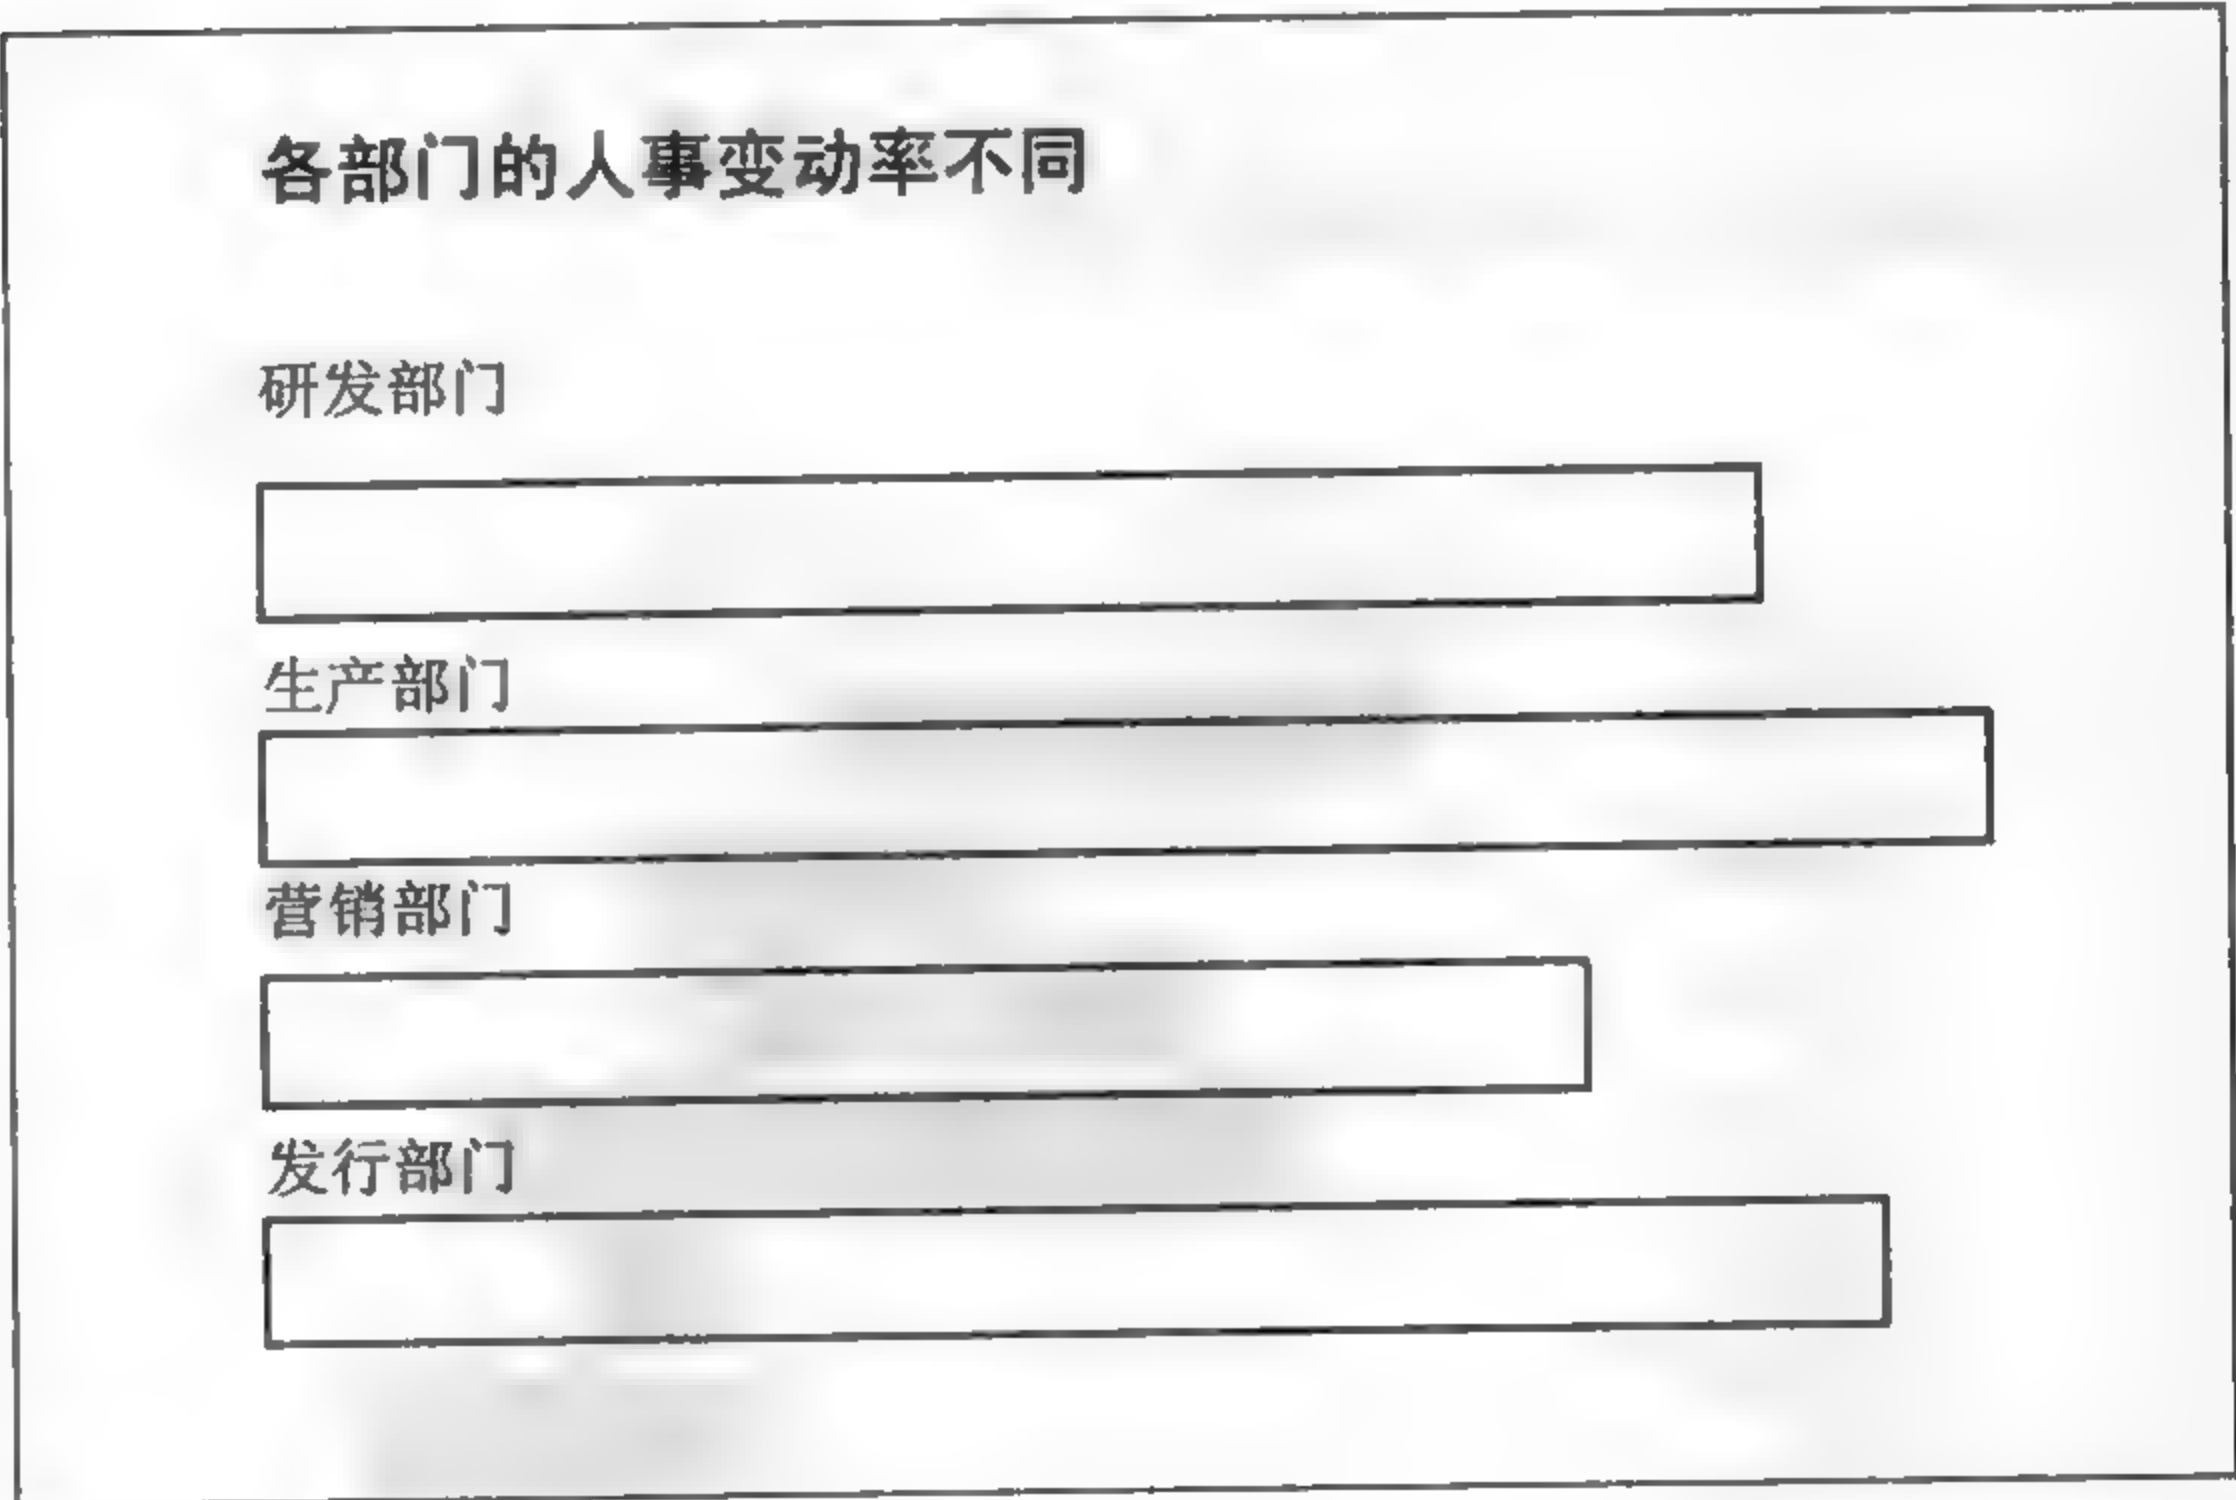 各部门的人事变动率不同
研发部门
生产部门
营销部门
发行部门